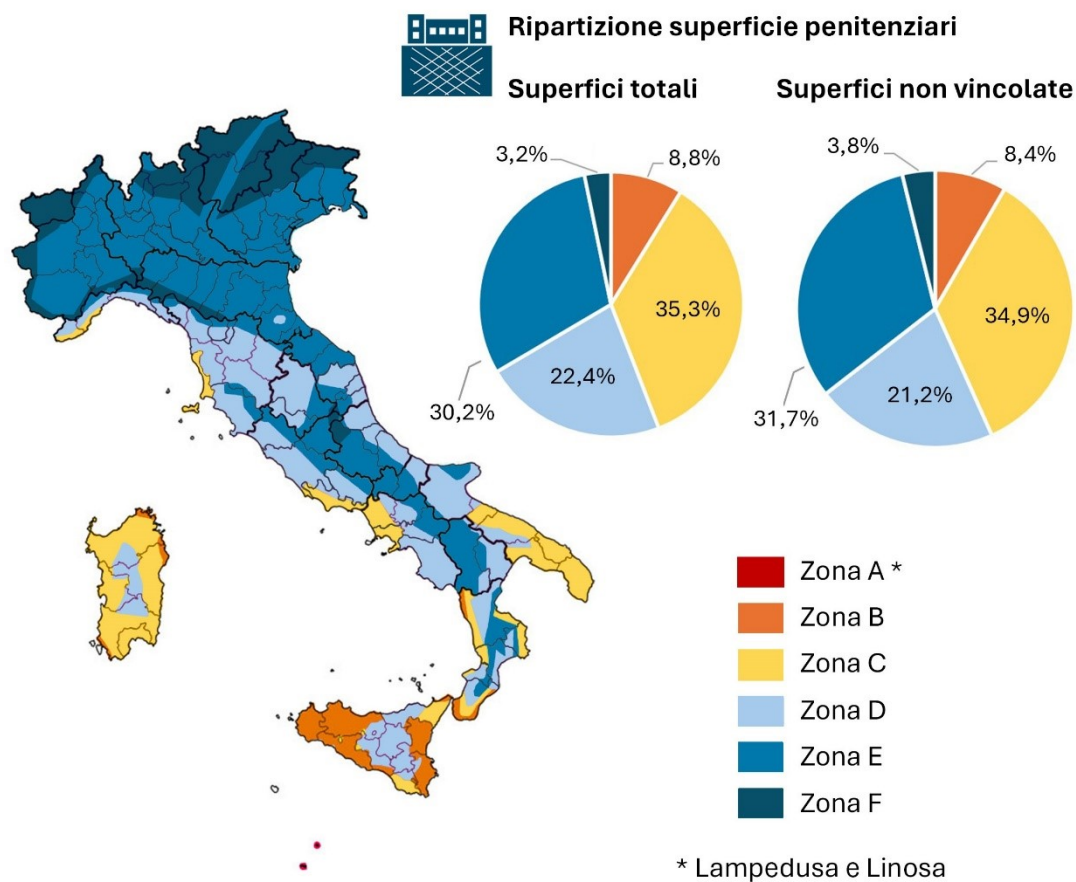 Ripartizione superficie penitenziari
Superfici totali
Superfici non vincolate
3,2%
8,8%
35,3%
22,4%
30,2%
3,8%
8,4%
34,9%
21,2%
31,7%
Zona A *
Zona B
Zona C
Zona D
Zona E
Zona F
* Lampedusa e Linosa